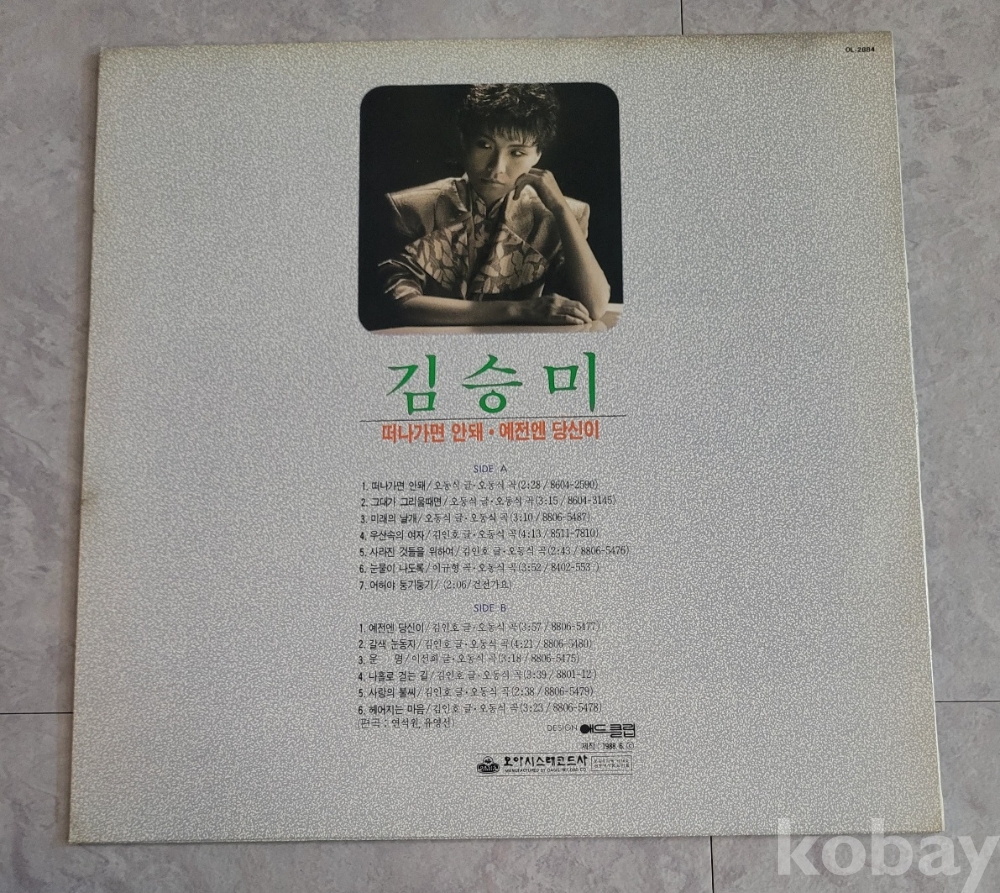 OL 2884
김승미
떠나가면 안돼 • 예전엔 당신이
SIDE A
1. 떠나가면 안돼/오동식 글·오동식 곡(2:28/8604-2590)
2. 그대가 그리울때면/오동식 글·오동식 곡(3:15/8604-3145)
3. 미래의 날개/오동식 글·오동식 곡(3:10/8806-5487)
4. 우산속의 여자/김인호 글·오동식 곡(4:13/8511-7810)
5. 사라진 것들을 위하여/김인호 글·오동식 곡(2:43/8806-5476)
6. 눈물이 나도록/이규형 곡·오동식 곡(3:52/8402-553
7. 어허야 둥기둥기/(2:06/건전가요)
SIDE B
1. 예전엔 당신이/김인호 글·오동식 곡(3:57/8806-5477)
2. 갈색 눈동자/김인호 글·오동식 곡(4:21/8806-5480)
3. 운 명/이선희 글·오동식 곡(3:18/8806-5475)
4. 나홀로 걷는 길/김인호 글·오동식 곡(3:39/8801-12
5. 사랑의 불씨/김인호 글·오동식 곡(2:38/8806-5479)
6. 헤어지는 마음/김인호 글·오동식 곡(3:23/8806-5478)
(편곡: 연석원, 유영선)
DESIGN 애드클럽
제작: 1988. 6.
오아시스레코드사
MANUFACTURED BY OASIS RECORD CO.
kobay